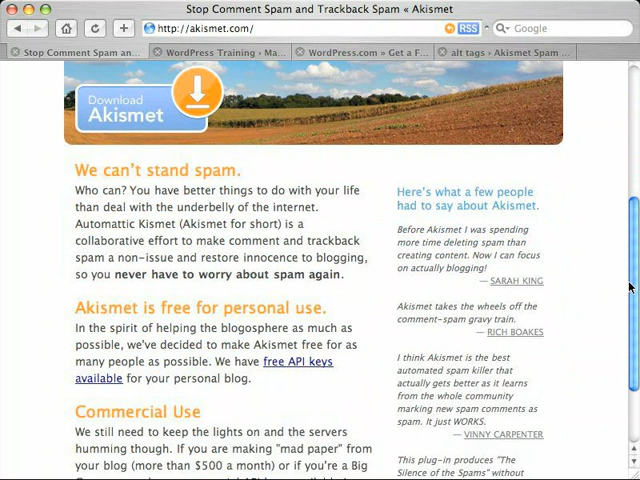 Stop Comment Spam and Trackback Spam « Akismet
http://akismet.com/
RSS
Google
Stop Comment Spam an...
WordPress Training › Ma...
WordPress.com » Get a F...
alt tags › Akismet Spam ...
Download
Akismet
We can't stand spam.
Who can? You have better things to do with your life
than deal with the underbelly of the internet.
Automattic Kismet (Akismet for short) is a
collaborative effort to make comment and trackback
spam a non-issue and restore innocence to blogging,
so you never have to worry about spam again.
Akismet is free for personal use.
In the spirit of helping the blogosphere as much as
possible, we've decided to make Akismet free for as
many people as possible. We have free API keys
available for your personal blog.
Commercial Use
We still need to keep the lights on and the servers
humming though. If you are making "mad paper" from
your blog (more than $500 a month) or if you're a Big
Here's what a few people
had to say about Akismet.
Before Akismet I was spending
more time deleting spam than
creating content. Now I can focus
on actually blogging!
— SARAH KING
Akismet takes the wheels off the
comment-spam gravy train.
— RICH BOAKES
I think Akismet is the best
automated spam killer that
actually gets better as it learns
from the whole community
marking new spam comments as
spam. It just WORKS.
— VINNY CARPENTER
This plug-in produces "The
Silence of the Spams" without